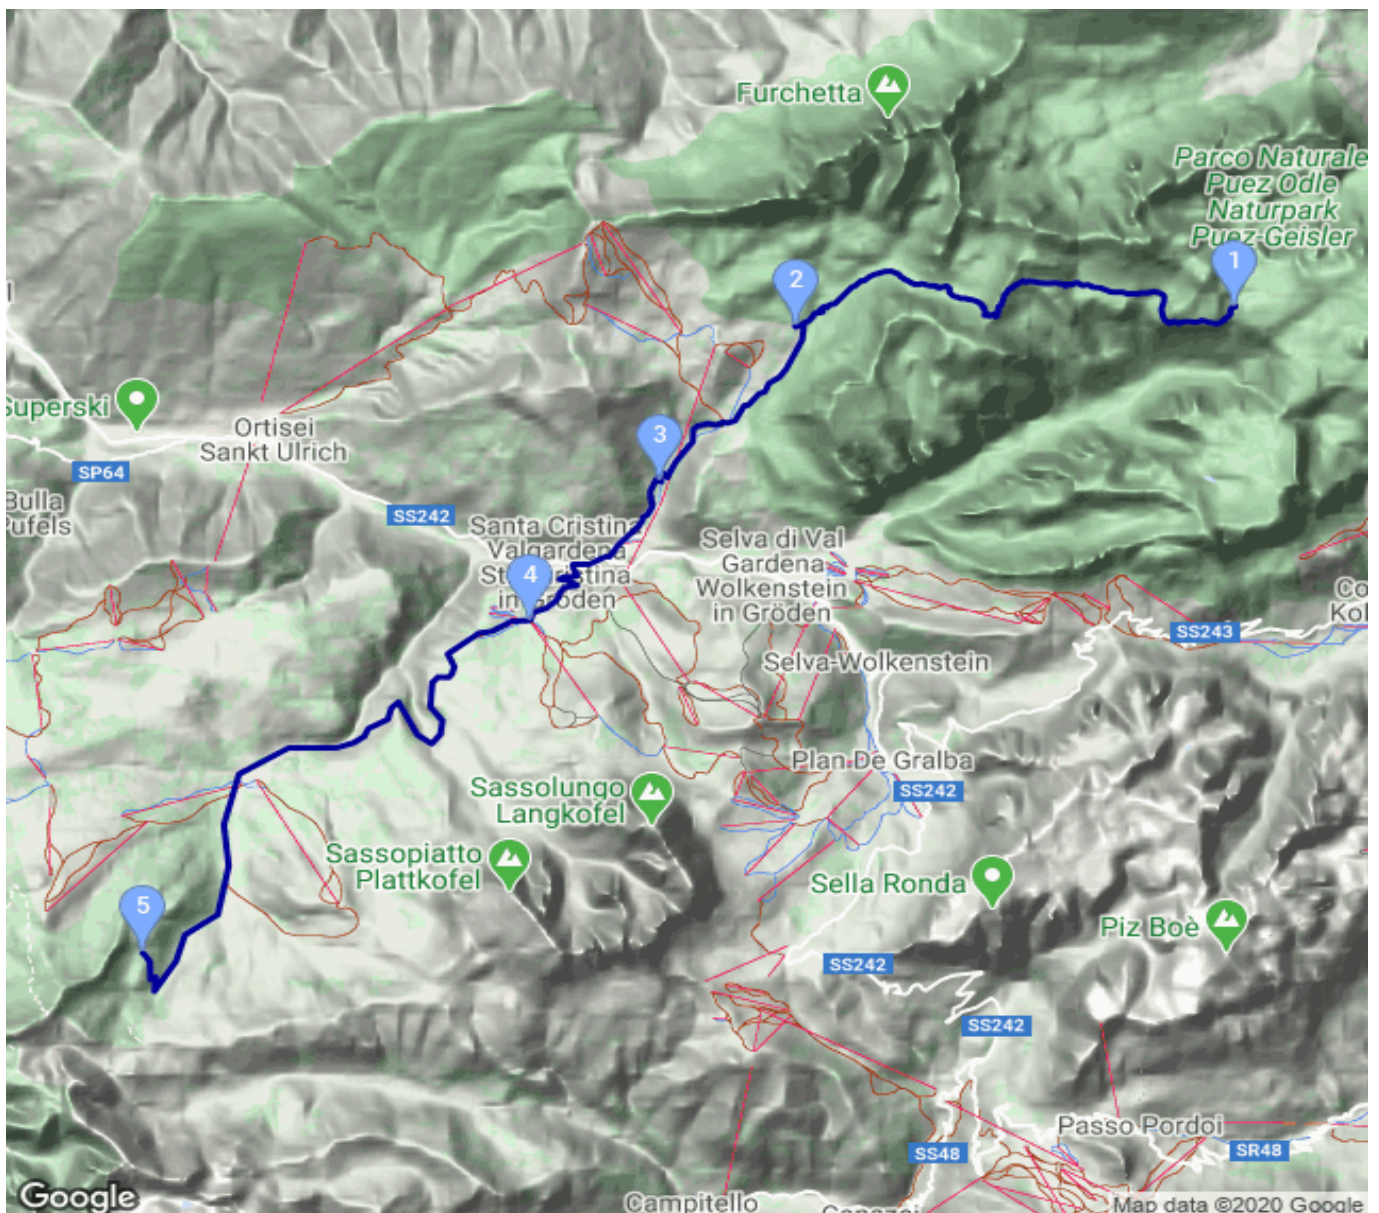 Furchetta
Parco Naturale
Puez Odle
Naturpark
Puez-Geisler
1
2
Superski
Ortisei
Sankt Ulrich
3
SP64
Bulla
Pufels
SS242
Santa Cristina
Valgardena
in Gröden
4
Selva di Val
Gardena
Wolkenstein
in Gröden
SS243
Selva-Wolkenstein
Plan De Gralba
SS242
Sassolungo
Langkofel
Sassopiatto
Plattkofel
Sella Ronda
5
Piz Boè
SS242
SS242
Passo Pordoi
SS48
SR48
Google
Campitello
Map data ©2020 Google